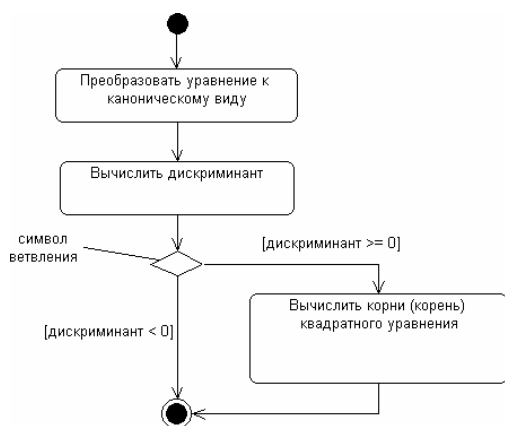 Преобразовать уравнение к
каноническому виду
Вычислить дискриминант
символ
ветвления
[дискриминант >= 0]
[дискриминант < 0]
Вычислить корни (корень)
квадратного уравнения